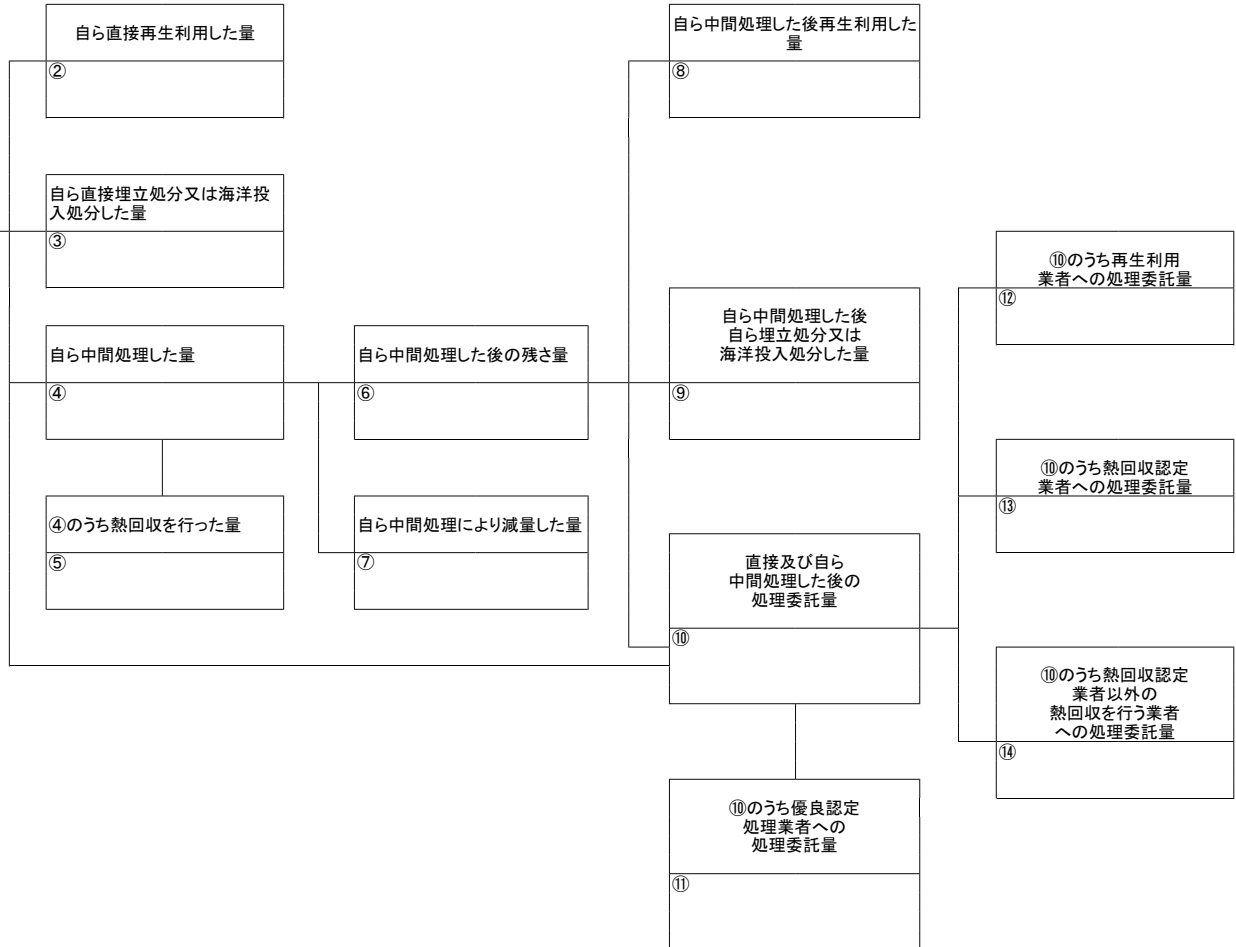 自ら直接再生利用した量
②
自ら直接埋立処分又は海洋投
入処分した量
③
自ら中間処理した量
④
④のうち熱回収を行った量
⑤
自ら中間処理した後の残さ量
⑥
自ら中間処理により減量した量
⑦
自ら中間処理した後再生利用した
量
⑧
自ら中間処理した後
自ら埋立処分又は
海洋投入処分した量
⑨
直接及び自ら
中間処理した後の
処理委託量
⑩
⑩のうち優良認定
処理業者への
処理委託量
⑪
⑩のうち再生利用
業者への処理委託量
⑫
⑩のうち熱回収認定
業者への処理委託量
⑬
⑩のうち熱回収認定
業者以外の
熱回収を行う業者
への処理委託量
⑭